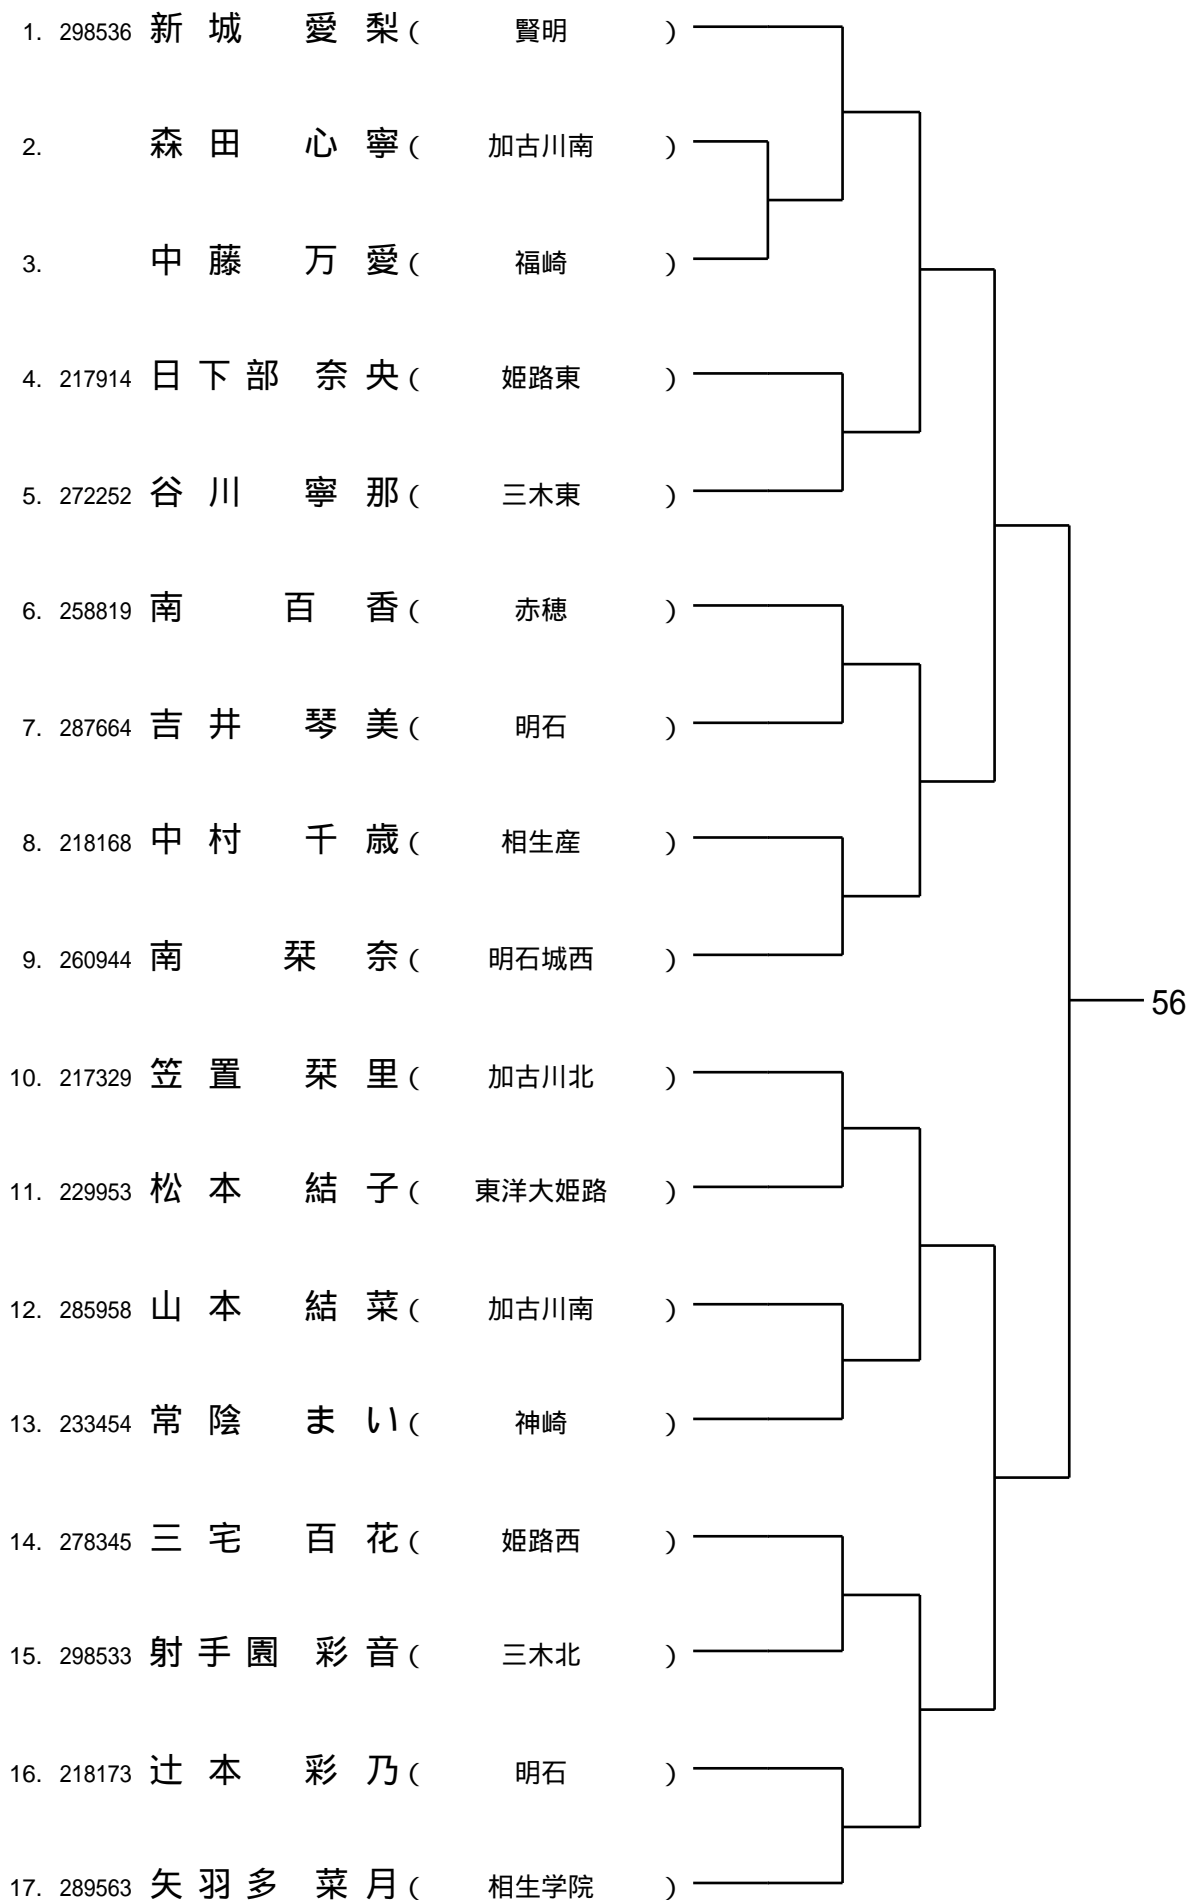 1. 298536 新城 愛梨 ( 賢明 )
2. 森田 心寧 ( 加古川南 )
3. 中藤 万愛 ( 福崎 )
4. 217914 日下部 奈央 ( 姫路東 )
5. 272252 谷川 寧那 ( 三木東 )
6. 258819 南 百香 ( 赤穂 )
7. 287664 吉井 琴美 ( 明石 )
8. 218168 中村 千歳 ( 相生産 )
9. 260944 南 栞奈 ( 明石城西 )
56
10. 217329 笠置 栞里 ( 加古川北 )
11. 229953 松本 結子 ( 東洋大姫路 )
12. 285958 山本 結菜 ( 加古川南 )
13. 233454 常陰 まい ( 神崎 )
14. 278345 三宅 百花 ( 姫路西 )
15. 298533 射手園 彩音 ( 三木北 )
16. 218173 辻本 彩乃 ( 明石 )
17. 289563 矢羽多 菜月 ( 相生学院 )